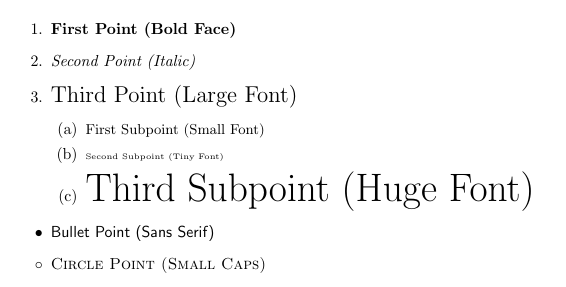 1. First Point (Bold Face)
2. Second Point (Italic)
3. Third Point (Large Font)
(a) First Subpoint (Small Font)
(b) Second Subpoint (Tiny Font)
(c) Third Subpoint (Huge Font)
• Bullet Point (Sans Serif)
○ Circle Point (Small Caps)